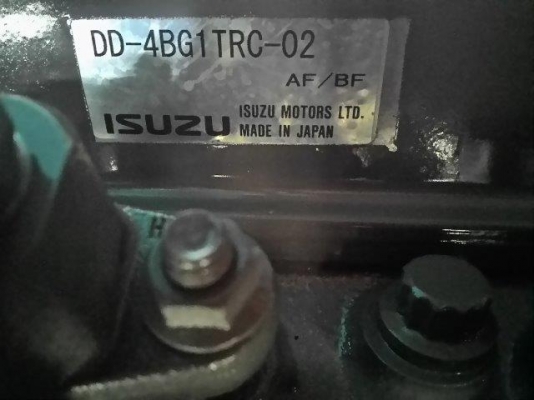 DD-4BG1TRC-02
AF/BF
ISUZU ISUZU MOTORS LTD.
MADE IN JAPAN
H